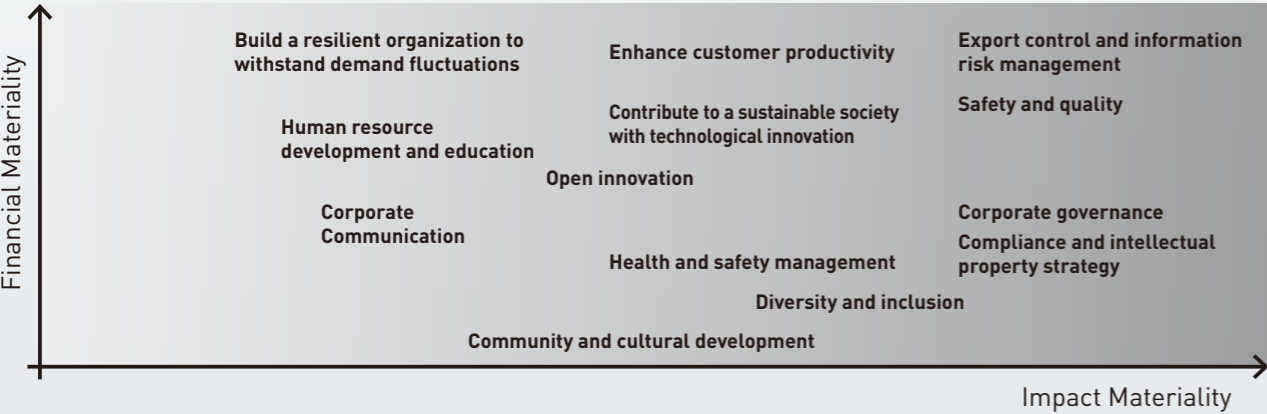 Financial Materiality
Build a resilient organization to
withstand demand fluctuations
Enhance customer productivity
Export control and information
risk management
Safety and quality
Contribute to a sustainable society
with technological innovation
Human resource
development and education
Open innovation
Corporate
Communication
Corporate governance
Compliance and intellectual
property strategy
Health and safety management
Diversity and inclusion
Community and cultural development
Impact Materiality